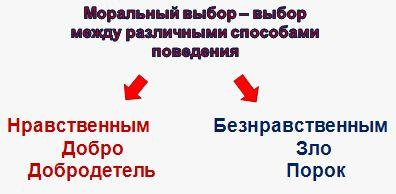 Моральный выбор – выбор
между различными способами
поведения
Нравственным
Добро
Добродетель
Безнравственным
Зло
Порок